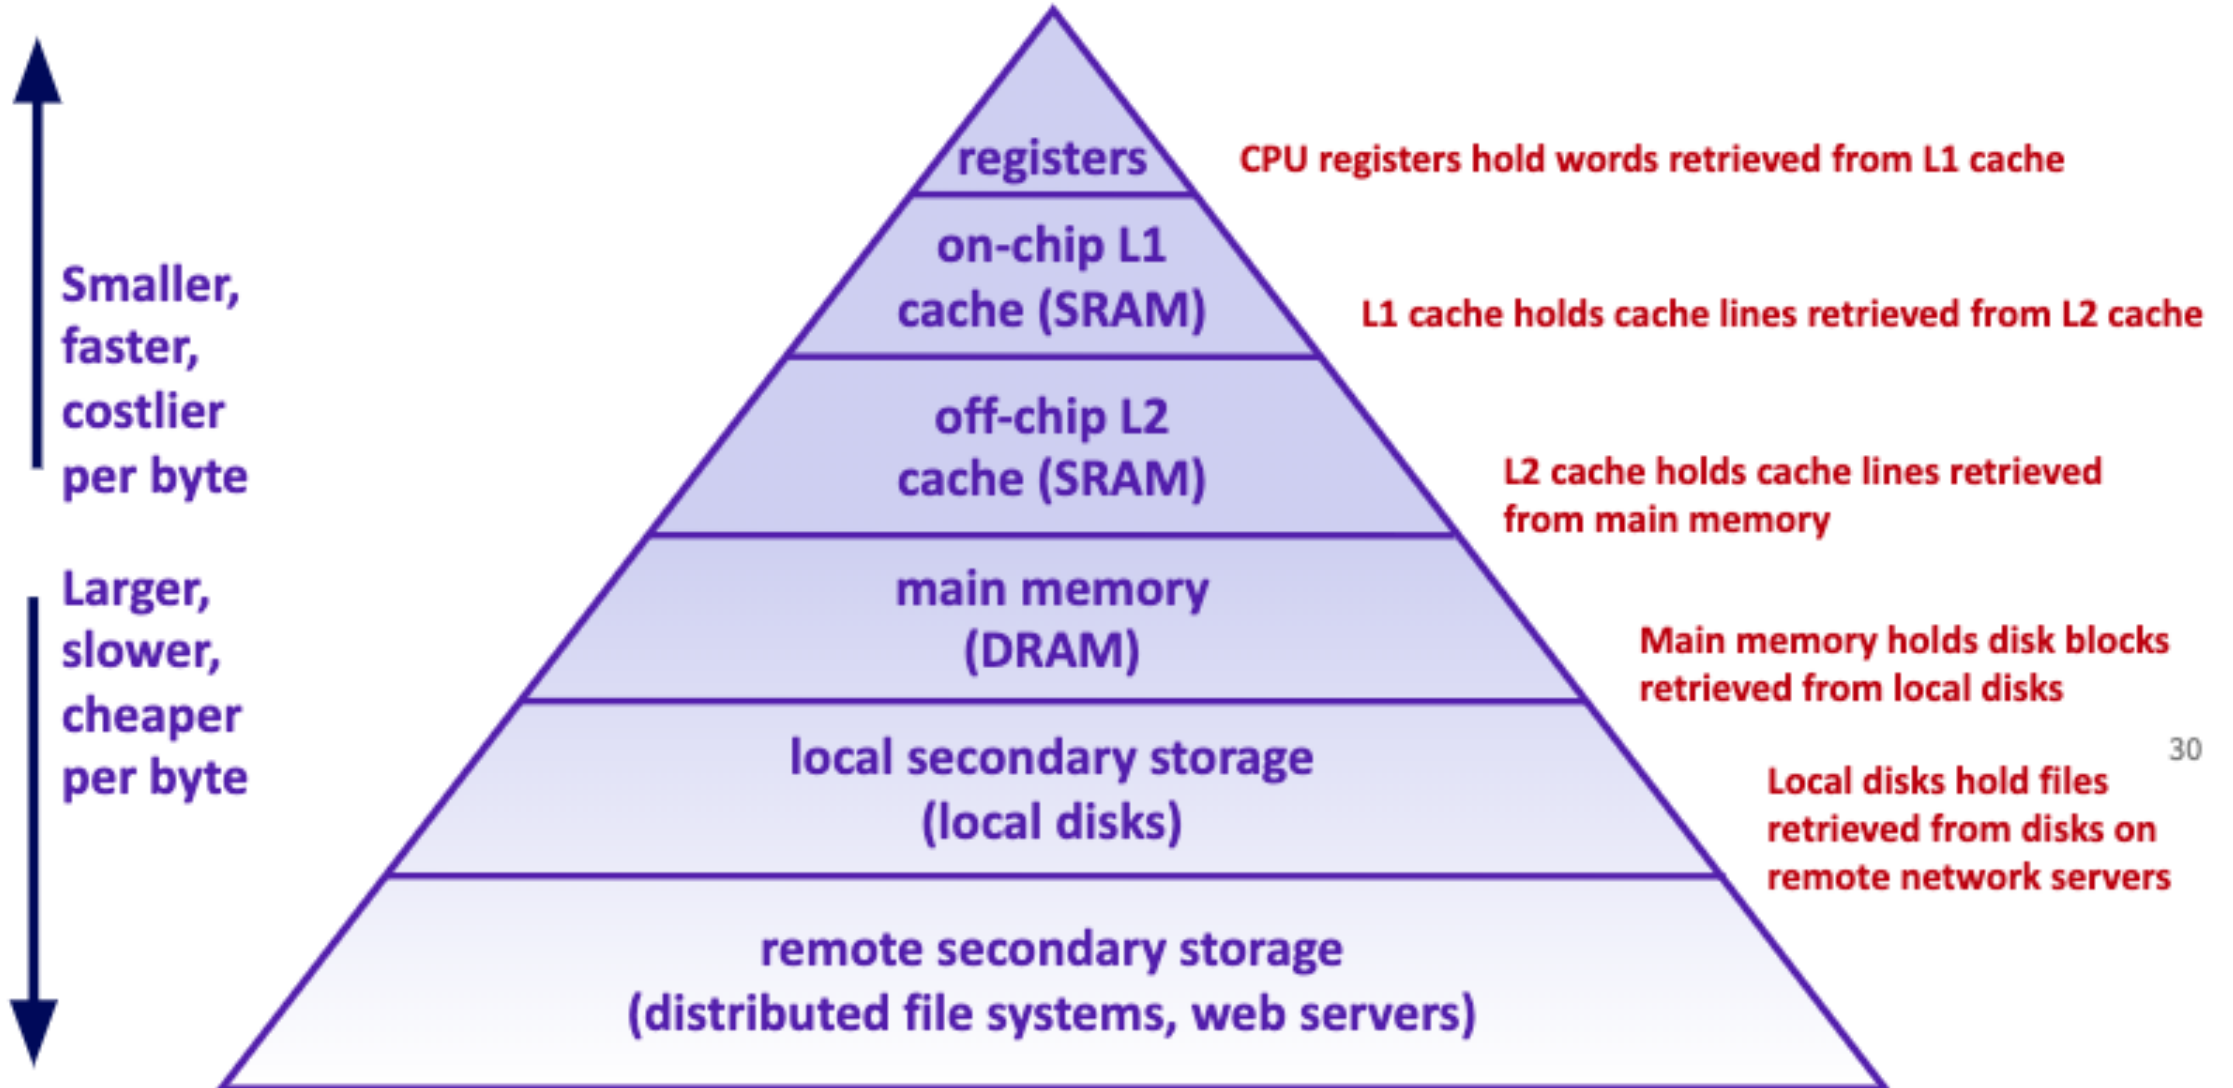 Smaller,
faster,
costlier
per byte
Larger,
slower,
cheaper
per byte
registers
on-chip L1
cache (SRAM)
off-chip L2
cache (SRAM)
main memory
(DRAM)
local secondary storage
(local disks)
remote secondary storage
(distributed file systems, web servers)
CPU registers hold words retrieved from L1 cache
L1 cache holds cache lines retrieved from L2 cache
L2 cache holds cache lines retrieved
from main memory
Main memory holds disk blocks
retrieved from local disks
30
Local disks hold files
retrieved from disks on
remote network servers